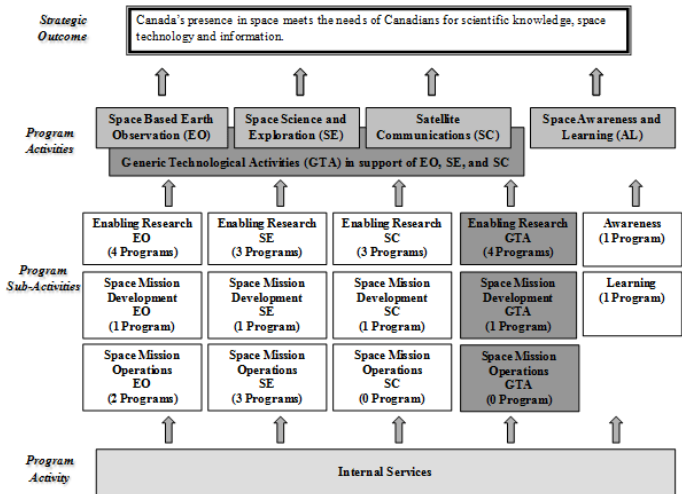 Strategic
Outcome
Canada's presence in space meets the needs of Canadians for scientific knowledge, space
technology and information.
Program
Activities
Space Based Earth
Observation (EO)
Space Science and
Exploration (SE)
Satellite
Communications (SC)
Space Awareness and
Learning (AL)
Generic Technological Activities (GTA) in support of EO, SE, and SC
Program
Sub-Activities
Enabling Research
EO
(4 Programs)
Enabling Research
SE
(3 Programs)
Enabling Research
SC
(3 Programs)
Enabling Research
GTA
(4 Programs)
Awareness
(1 Program)
Space Mission
Development
EO
(1 Program)
Space Mission
Development
SE
(1 Program)
Space Mission
Development
SC
(1 Program)
Space Mission
Development
GTA
(1 Program)
Learning
(1 Program)
Space Mission
Operations
EO
(2 Programs)
Space Mission
Operations
SE
(3 Programs)
Space Mission
Operations
SC
(0 Program)
Space Mission
Operations
GTA
(0 Program)
Program
Activity
Internal Services